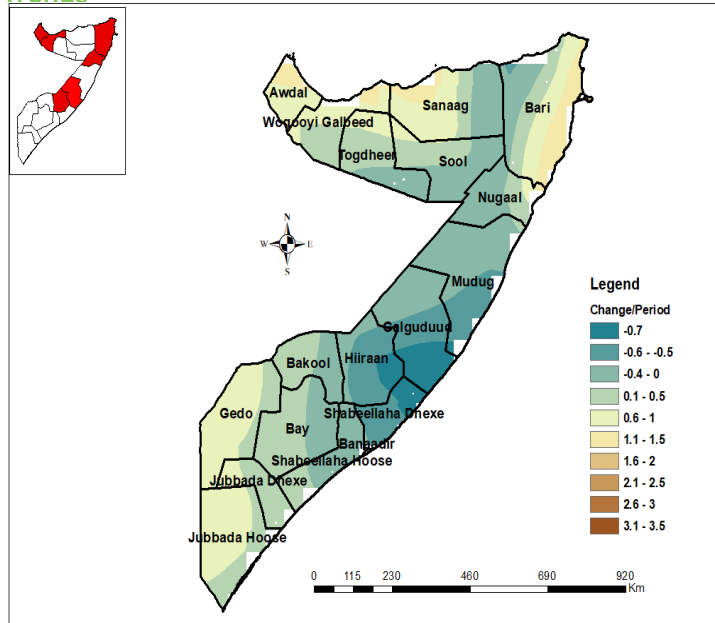 Awdal
Sanaag
Bari
Woqooyi Galbeed
Togdheer
Sool
Nugaal
N
W E
S
Mudug
Galguduud
Hiiraan
Bakool
Gedo
Shabeellaha Dhexe
Bay
Banaadir
Shabeellaha Hoose
Jubbada Dhexe
Jubbada Hoose
Legend
Change/Period
-0.7
-0.6 - -0.5
-0.4 - 0
0.1 - 0.5
0.6 - 1
1.1 - 1.5
1.6 - 2
2.1 - 2.5
2.6 - 3
3.1 - 3.5
0 115 230 460 690 920
Km